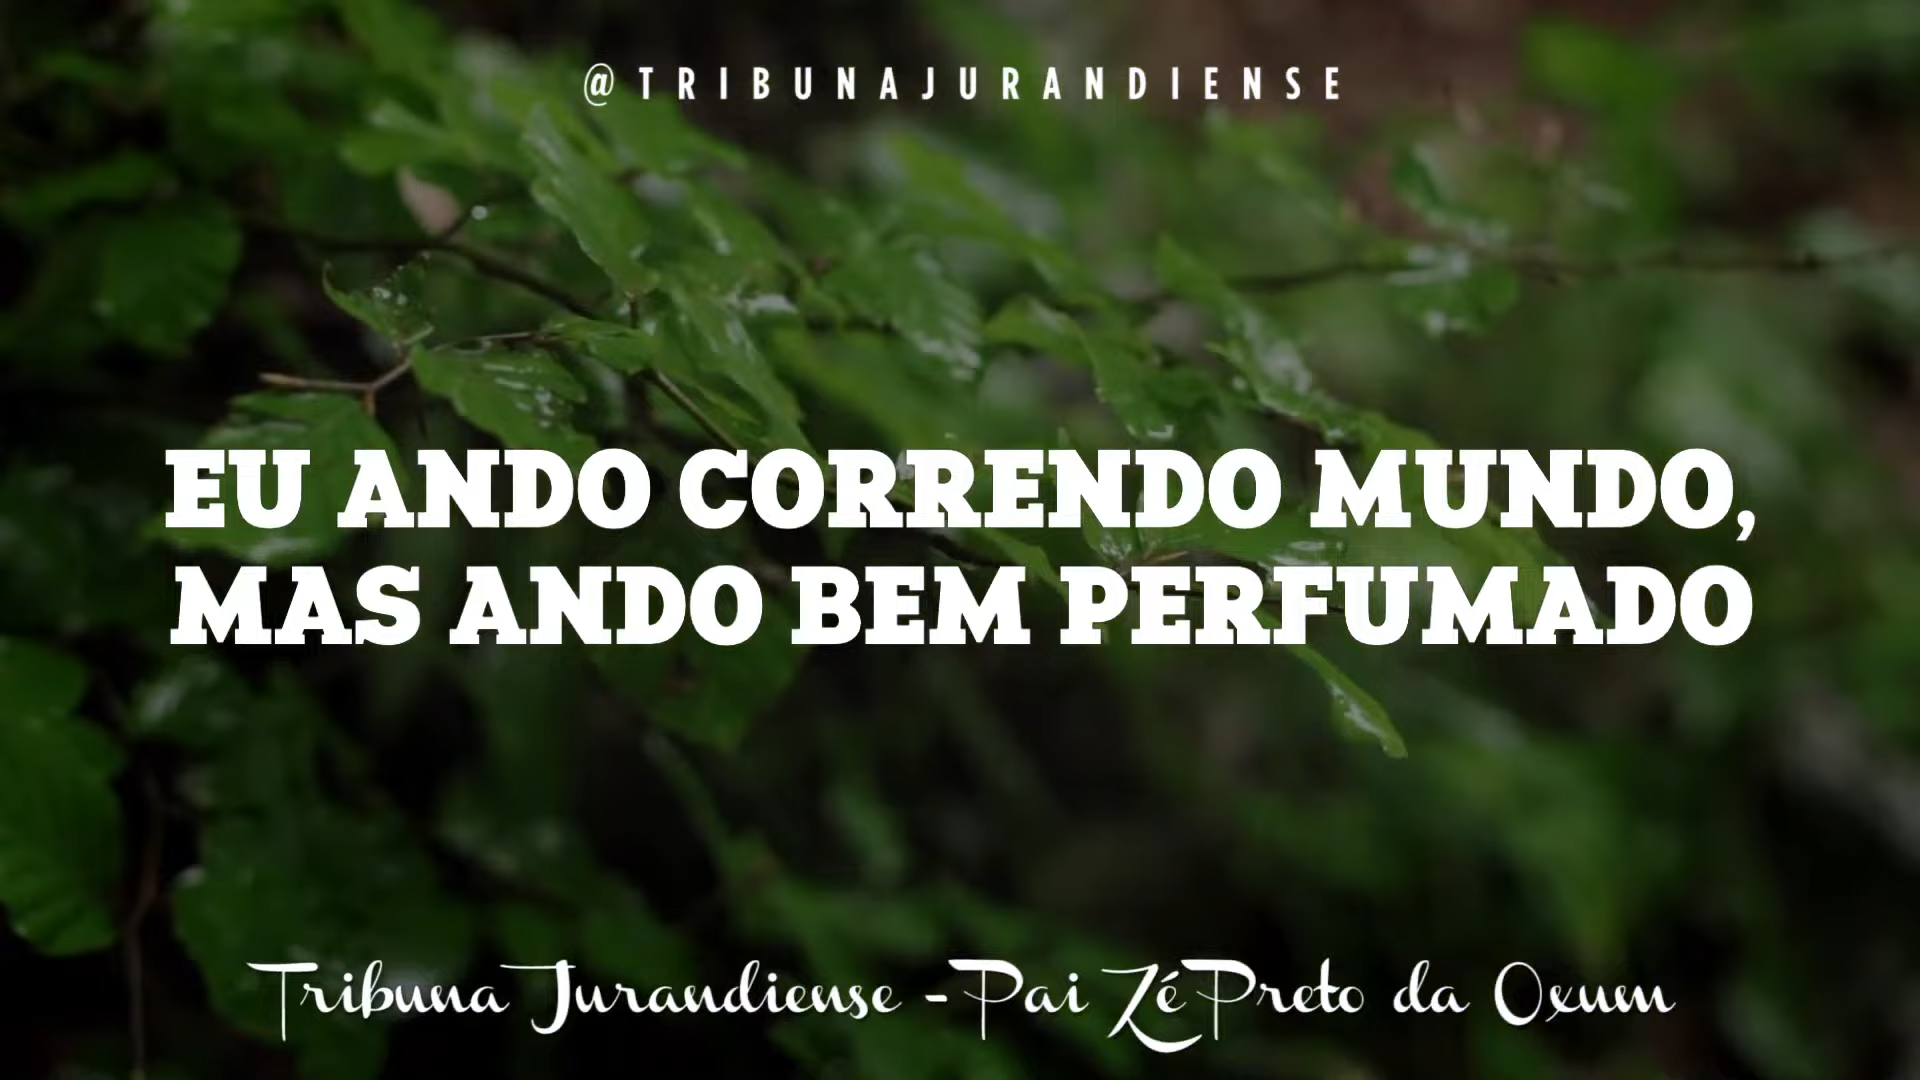 @TRIBUNAJURANDIENSE
EU ANDO CORRENDO MUNDO,
MAS ANDO BEM PERFUMADO
Tribuna Jurandiense - Pai Zé Preto da Oxum